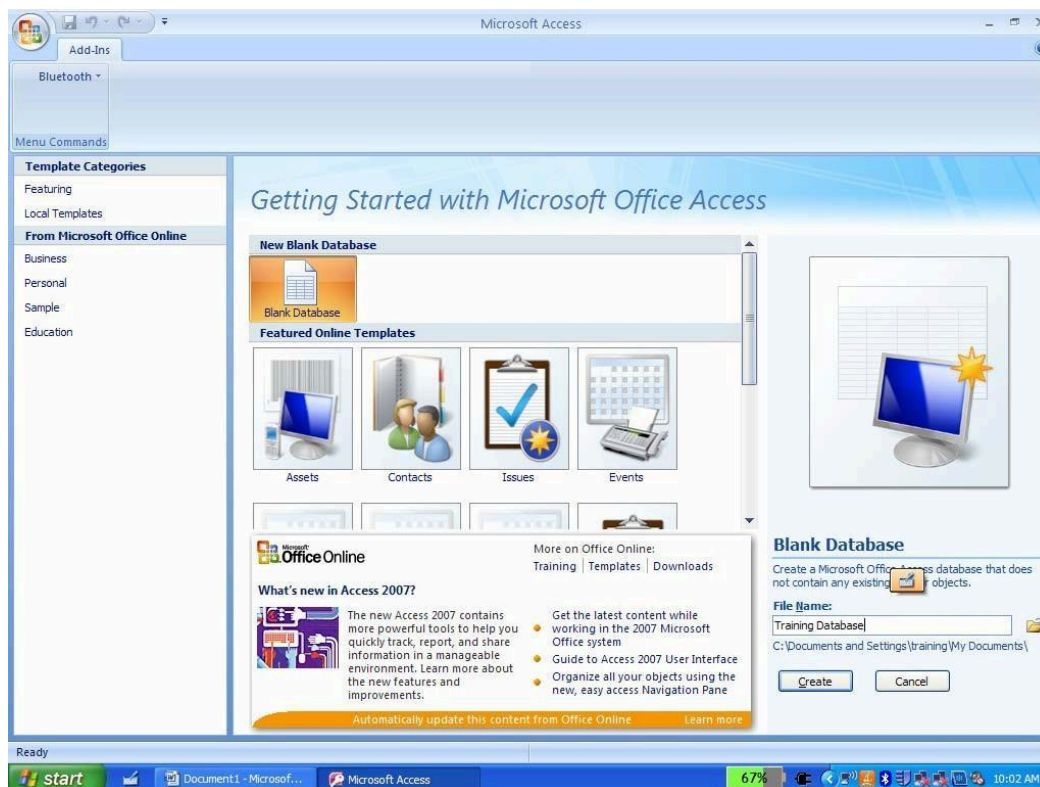 Microsoft Access
Add-Ins
Bluetooth
Menu Commands
Template Categories
Featuring
Local Templates
From Microsoft Office Online
Business
Personal
Sample
Education
Getting Started with Microsoft Office Access
New Blank Database
Blank Database
Featured Online Templates
Assets
Contacts
Issues
Events
Microsoft
Office Online
More on Office Online:
Training | Templates | Downloads
What's new in Access 2007?
The new Access 2007 contains
more powerful tools to help you
quickly track, report, and share
information in a manageable
environment. Learn more about
the new features and
improvements.
Get the latest content while
working in the 2007 Microsoft
Office system
Guide to Access 2007 User Interface
Organize all your objects using the
new, easy access Navigation Pane
Automatically update this content from Office Online
Learn more
Blank Database
Create a Microsoft Office Access database that does
not contain any existing objects.
File Name:
Training Database
C:\Documents and Settings\training\My Documents\
Create
Cancel
Ready
start
Document1 - Microsof...
Microsoft Access
67%
10:02 AM